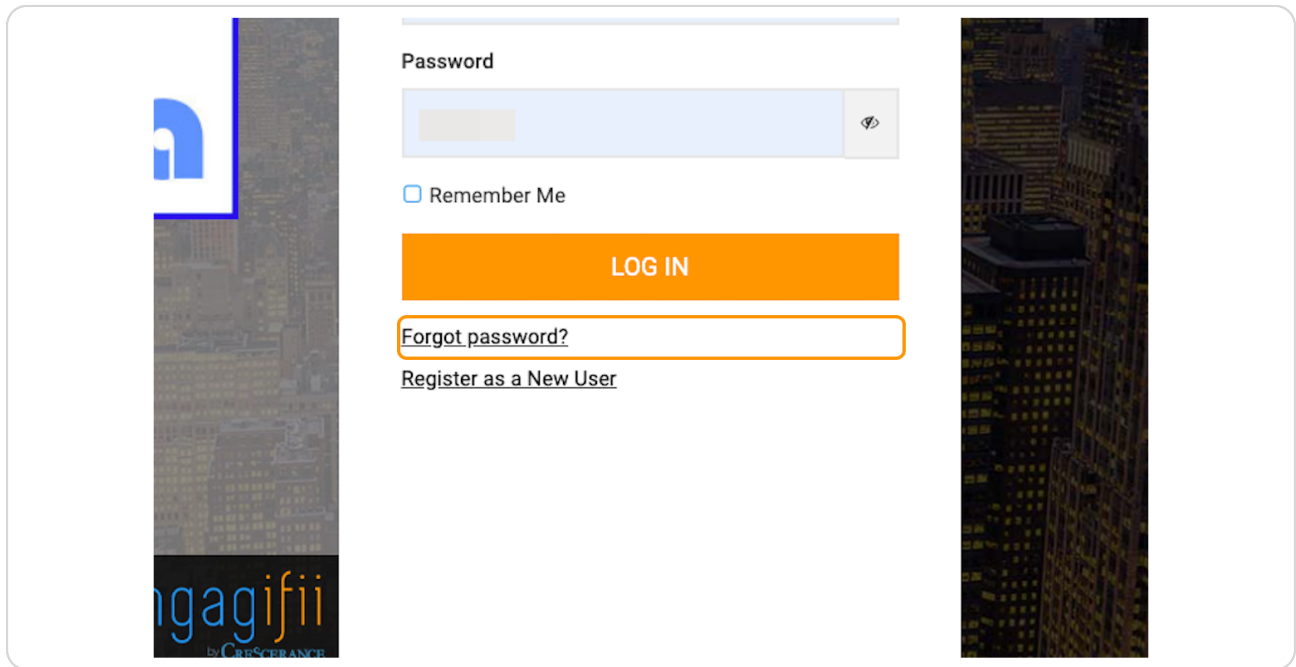 Password
Remember Me
LOG IN
Forgot password?
Register as a New User
ngagifii
by CRESCERANCE